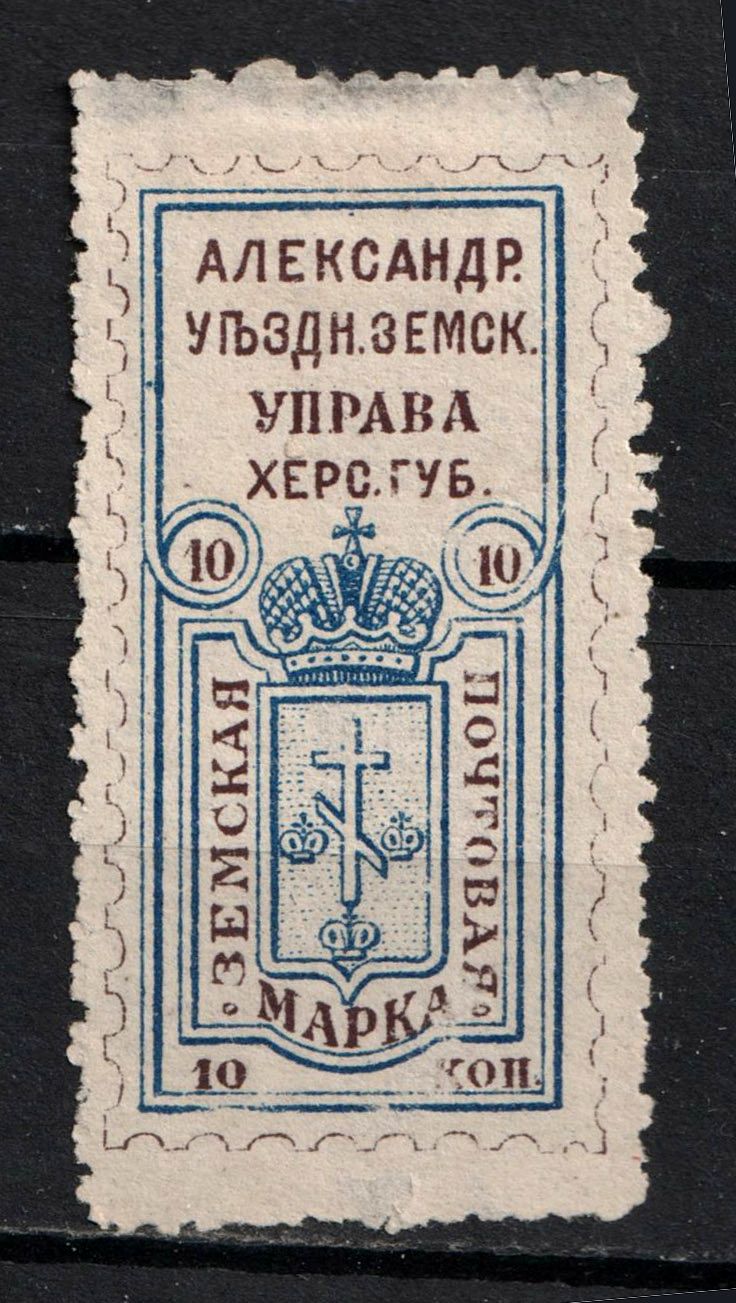 АЛЕКСАНДР.
УѢЗДН.ЗЕМСК.
УПРАВА
ХЕРС.ГУБ.
10 10
ЗЕМСКАЯ
ПОЧТОВАЯ
МАРКА
10 КОП.